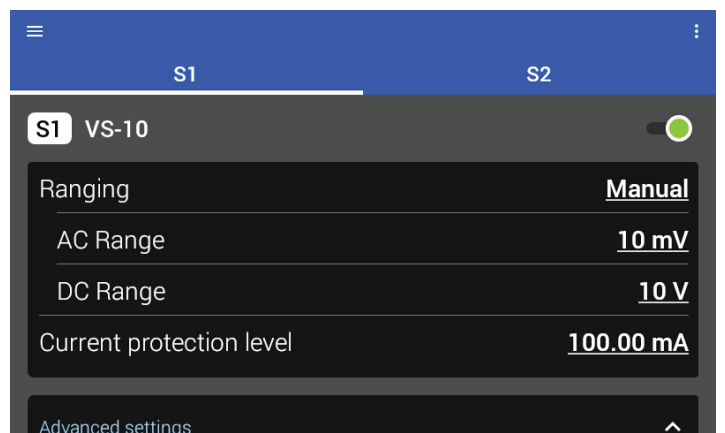 S1 S2
S1 VS-10
Ranging Manual
AC Range 10 mV
DC Range 10 V
Current protection level 100.00 mA
Advanced settings